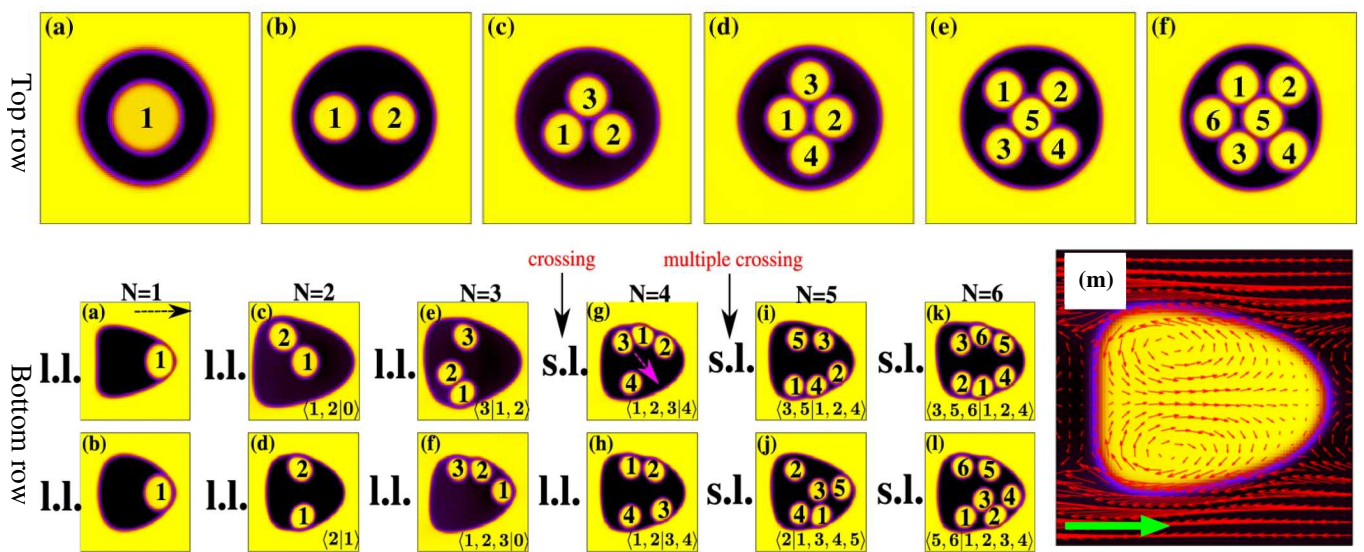 (a) (b) (c) (d) (e) (f)
Top row
1
1 2
3
1 2
3
1 2
4
1 2
5
3 4
1 2
6 5
3 4
crossing multiple crossing
N=1 N=2 N=3 N=4 N=5 N=6
Bottom row
(a) (c) (e) (g) (i) (k) (m)
l.l. 1
l.l. 2 1 ⟨1, 2|0⟩
l.l. 3 2 1 ⟨3|1, 2⟩
s.l. 3 1 2 4 ⟨1, 2, 3|4⟩
s.l. 5 3 1 4 2 ⟨3, 5|1, 2, 4⟩
s.l. 3 6 5 2 1 4 ⟨3, 5, 6|1, 2, 4⟩
(b) (d) (f) (h) (j) (l)
l.l. 1
l.l. 2 1 ⟨2|1⟩
l.l. 3 2 1 ⟨1, 2, 3|0⟩
l.l. 1 2 4 3 ⟨1, 2|3, 4⟩
s.l. 2 3 5 4 1 ⟨2|1, 3, 4, 5⟩
s.l. 6 5 3 4 1 2 ⟨5, 6|1, 2, 3, 4⟩